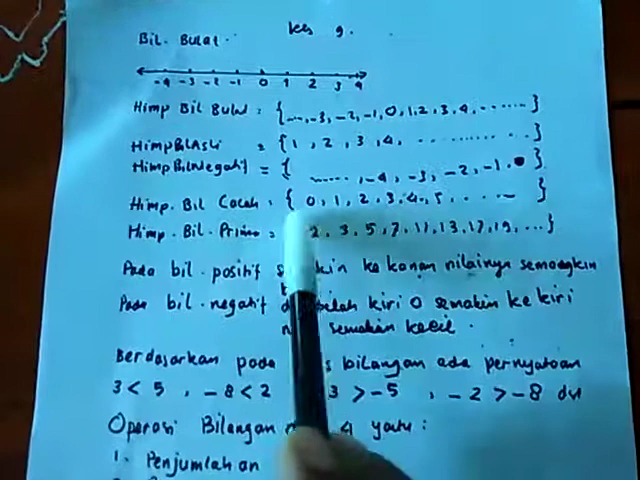 Bil. Bulat. kls 9.
-4 -3 -2 -1 0 1 2 3 4
Himp Bil Bulat : {...., -3, -2, -1, 0, 1, 2, 3, 4, .......}
Himp Bil Asli = {1, 2, 3, 4, ............}
Himp Bil Negatif = { ......, -4, -3, -2, -1. }
Himp. Bil Cacah : { 0, 1, 2, 3, 4, 5, .... }
Himp. Bil. Prima : 2, 3, 5, 7, 11, 13, 17, 19, ...}
Pada bil. positif ke kanan nilainya semangkin
Pada bil. negatif kiri 0 semakin ke kiri
semakin kecil.
Berdasarkan pada bilangan ada pernyataan
3 < 5 , -8 < 2 3 > -5 , -2 > -8 dst
Operasi Bilangan 4 yaitu :
1. Penjumlahan